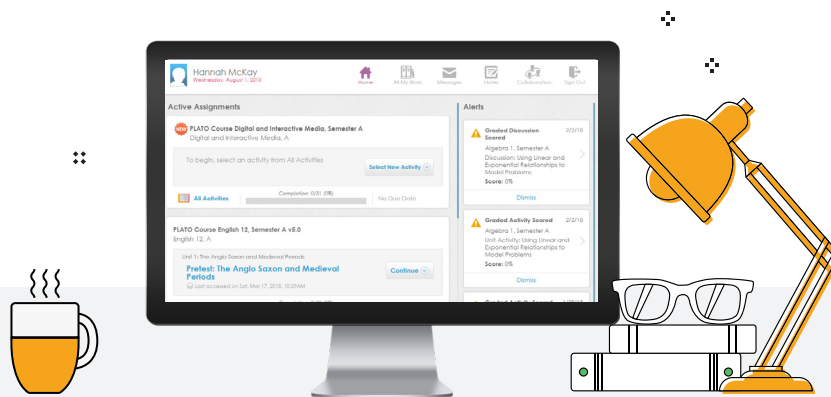 Hannah McKay
Wednesday, August 1, 2018
Home
All My Work
Messages
Notes
Collaboration
Sign Out
Active Assignments
NEW
PLATO Course Digital and Interactive Media, Semester A
Digital and Interactive Media, A
To begin, select an activity from All Activities
Select New Activity
All Activities
Completion: 0/31 (0%)
No Due Date
PLATO Course English 12, Semester A v5.0
English 12, A
Unit 1: The Anglo Saxon and Medieval Periods
Pretest: The Anglo Saxon and Medieval
Periods
Last accessed on Sat, Mar 17, 2018, 10:29AM
Continue
Alerts
Graded Discussion
Scored
2/2/18
Algebra 1, Semester A
Discussion: Using Linear and
Exponential Relationships to
Model Problems
Score: 0%
Dismiss
Graded Activity Scored 2/2/18
Algebra 1, Semester A
Unit Activity: Using Linear and
Exponential Relationships to
Model Problems
Score: 0%
Dismiss